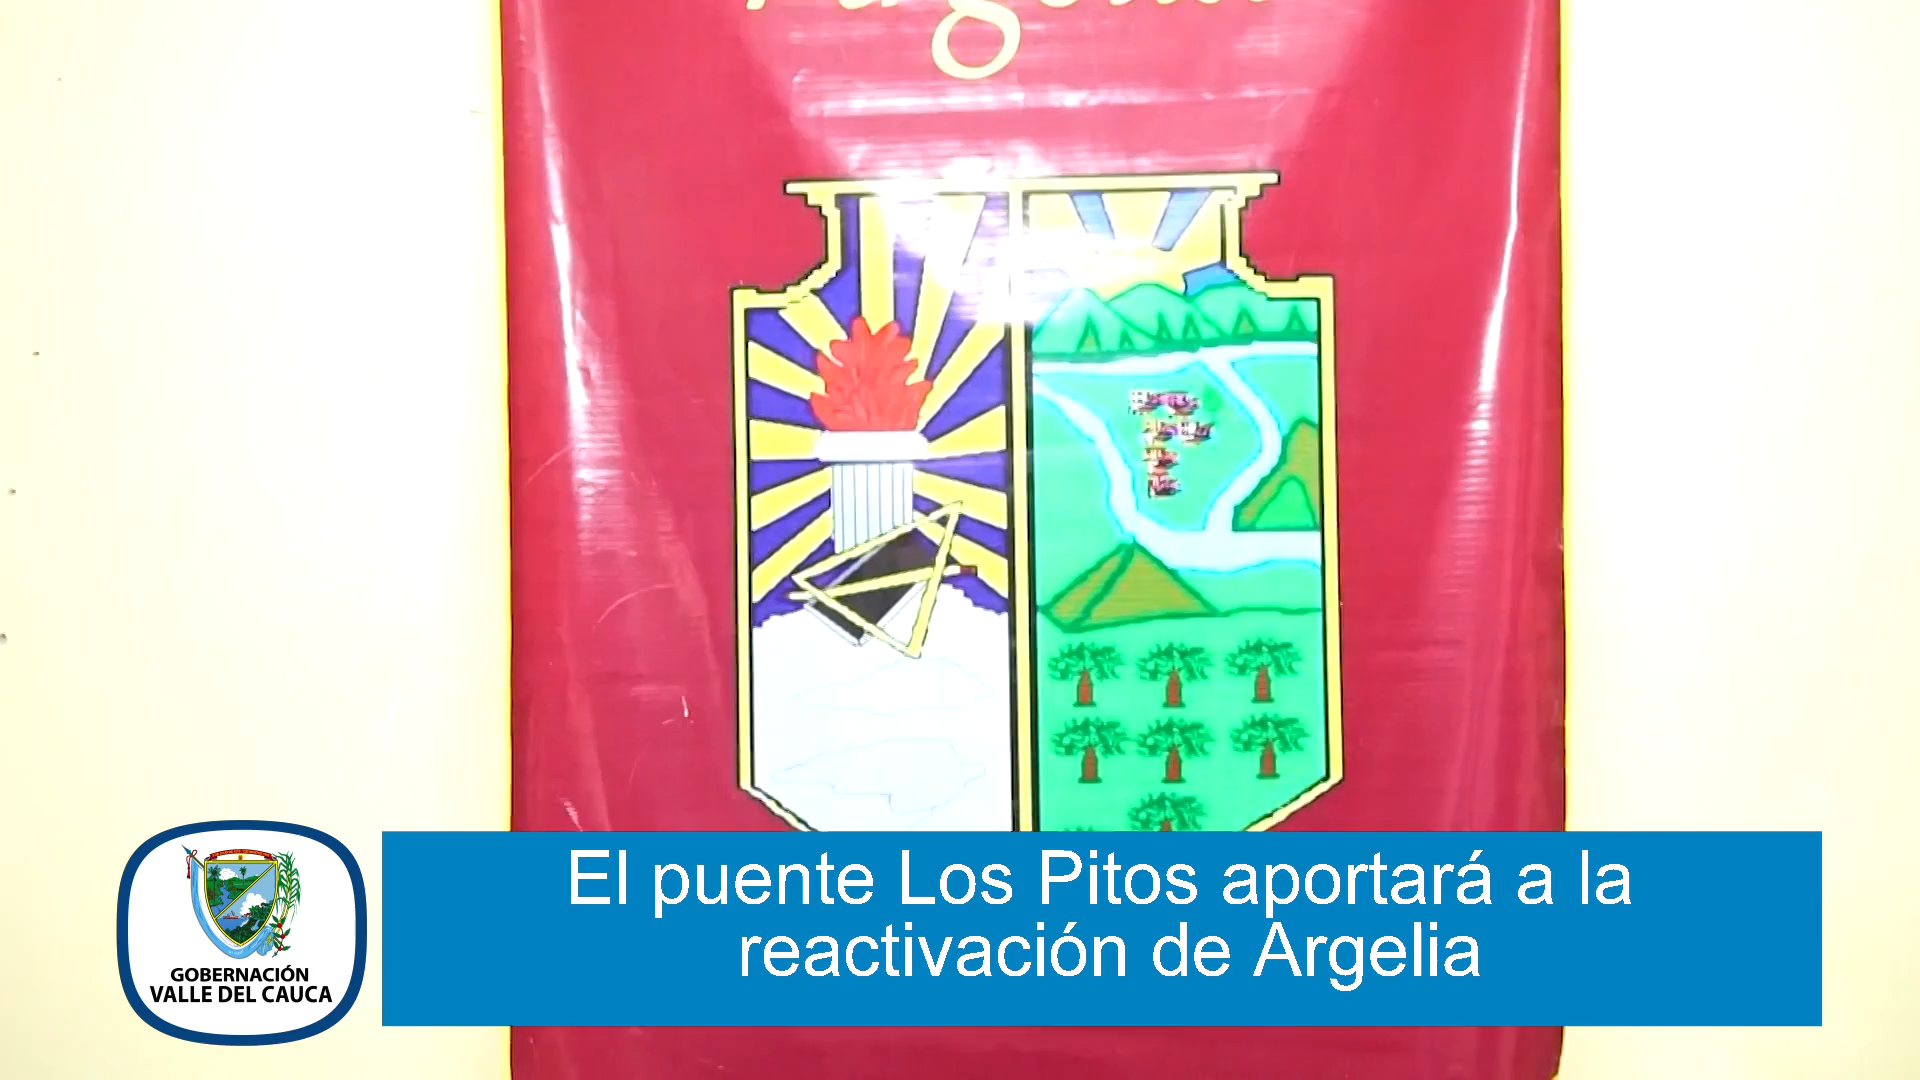 El puente Los Pitos aportará a la
reactivación de Argelia
GOBERNACIÓN
VALLE DEL CAUCA